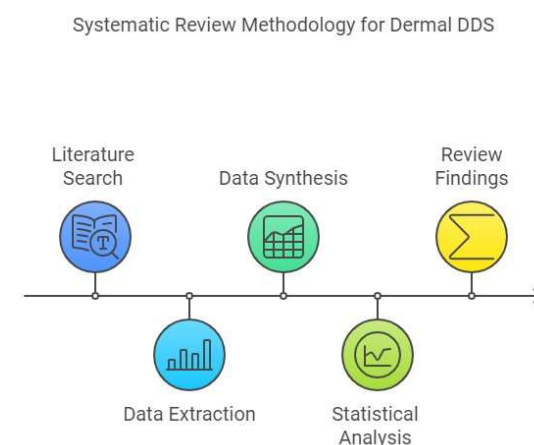 Systematic Review Methodology for Dermal DDS
Literature
Search
Data Synthesis
Review
Findings
T
Data Extraction
Statistical
Analysis